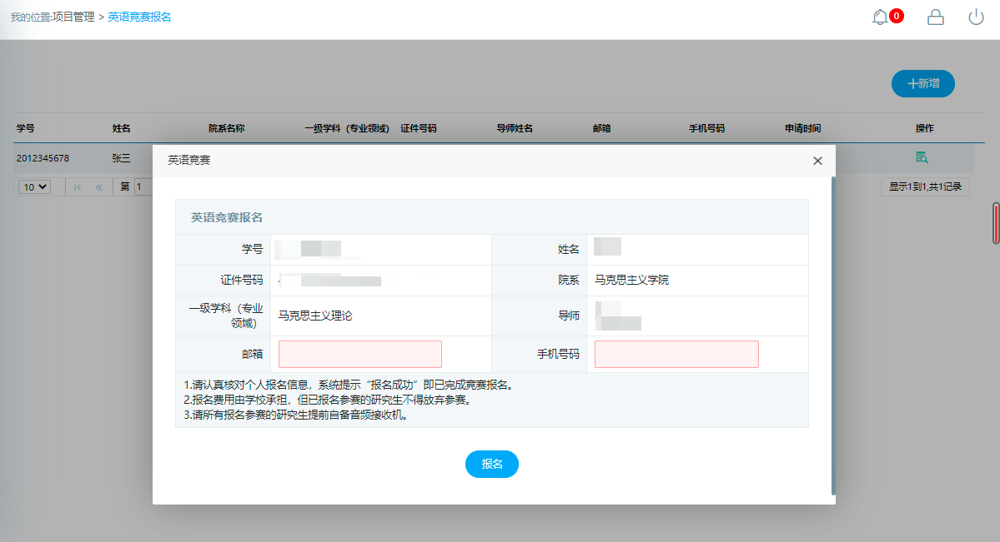 我的位置:项目管理 > 英语竞赛报名
0
新增
学号 姓名 院系名称 一级学科（专业领域） 证件号码 导师姓名 邮箱 手机号码 申请时间 操作
2012345678 张三
10 第 1 显示1到1,共1记录
英语竞赛
英语竞赛报名
学号 姓名
证件号码 院系 马克思主义学院
一级学科（专业
领域） 马克思主义理论 导师
邮箱 手机号码
1.请认真核对个人报名信息，系统提示“报名成功”即已完成竞赛报名。
2.报名费用由学校承担，但已报名参赛的研究生不得放弃参赛。
3.请所有报名参赛的研究生提前自备音频接收机。
报名